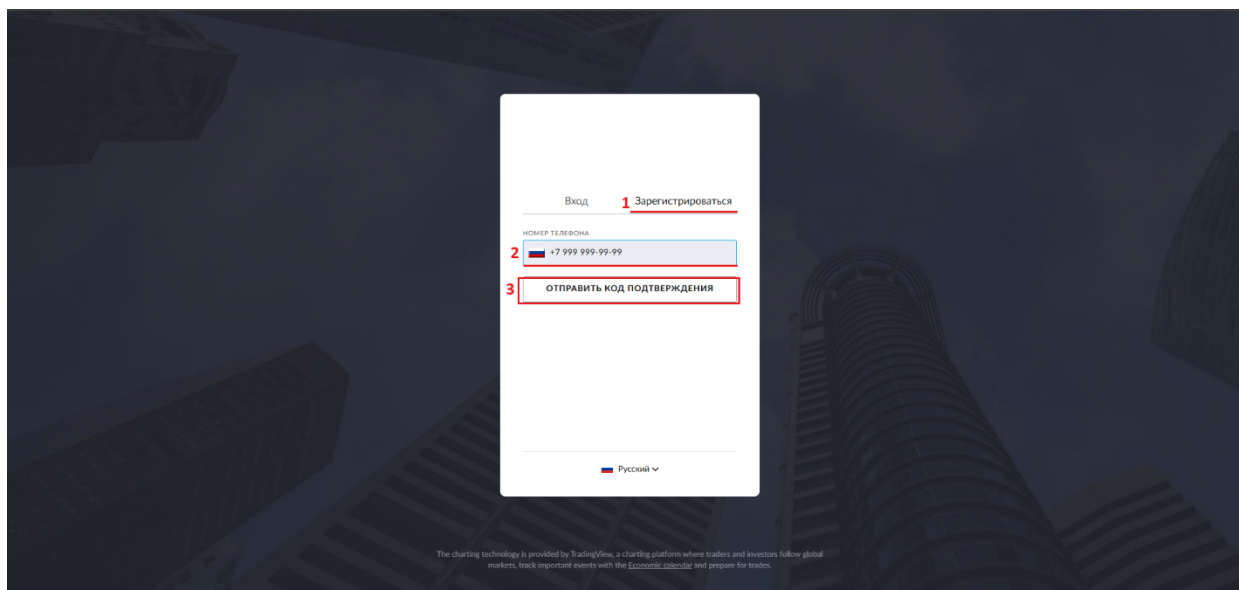 Вход
1 Зарегистрироваться
НОМЕР ТЕЛЕФОНА
2 +7 999 999-99-99
3 ОТПРАВИТЬ КОД ПОДТВЕРЖДЕНИЯ
Русский
The charting technology is provided by TradingView, a charting platform where traders and investors follow global
markets, track important events with the Economic calendar and prepare for trades.